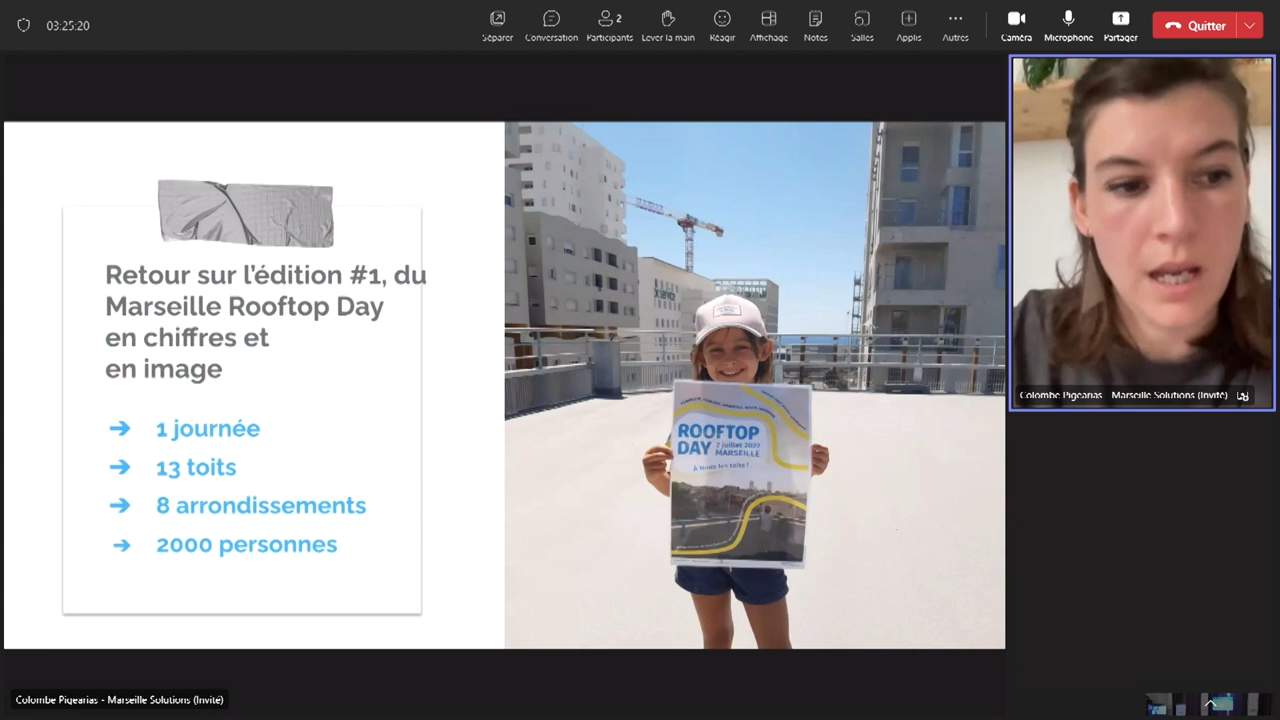 03:25:20
Séparer
Conversation
2
Participants
Lever la main
Réagir
Affichage
Notes
Salles
Applis
Autres
Caméra
Microphone
Partager
Quitter
Retour sur l'édition #1, du
Marseille Rooftop Day
en chiffres et
en image
→ 1 journée
→ 13 toits
→ 8 arrondissements
→ 2000 personnes
ROOFTOP
DAY
7 juillet 2022
MARSEILLE
À nous les toits !
Colombe Pigearias - Marseille Solutions (Invité)
Colombe Pigearias - Marseille Solutions (Invité)